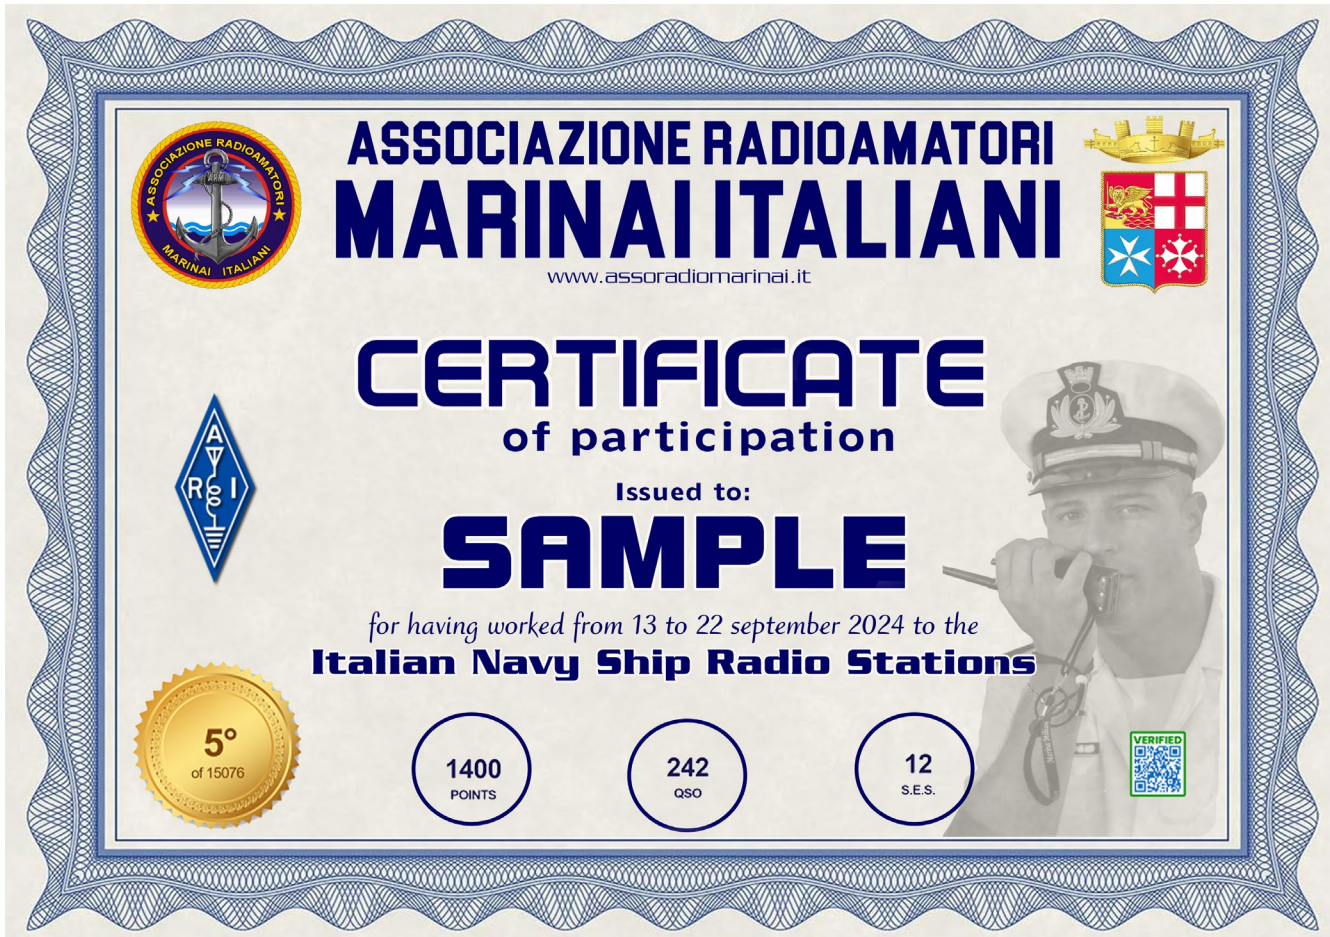 ASSOCIAZIONE RADIOAMATORI
MARINAI ITALIANI
www.assoradiomarinai.it
ASSOCIAZIONE RADIOAMATORI
ARMI
MARINAI ITALIANI
CERTIFICATE
of participation
A
R I
Issued to:
SAMPLE
for having worked from 13 to 22 september 2024 to the
Italian Navy Ship Radio Stations
5°
of 15076
1400
POINTS
242
QSO
12
S.E.S.
VERIFIED